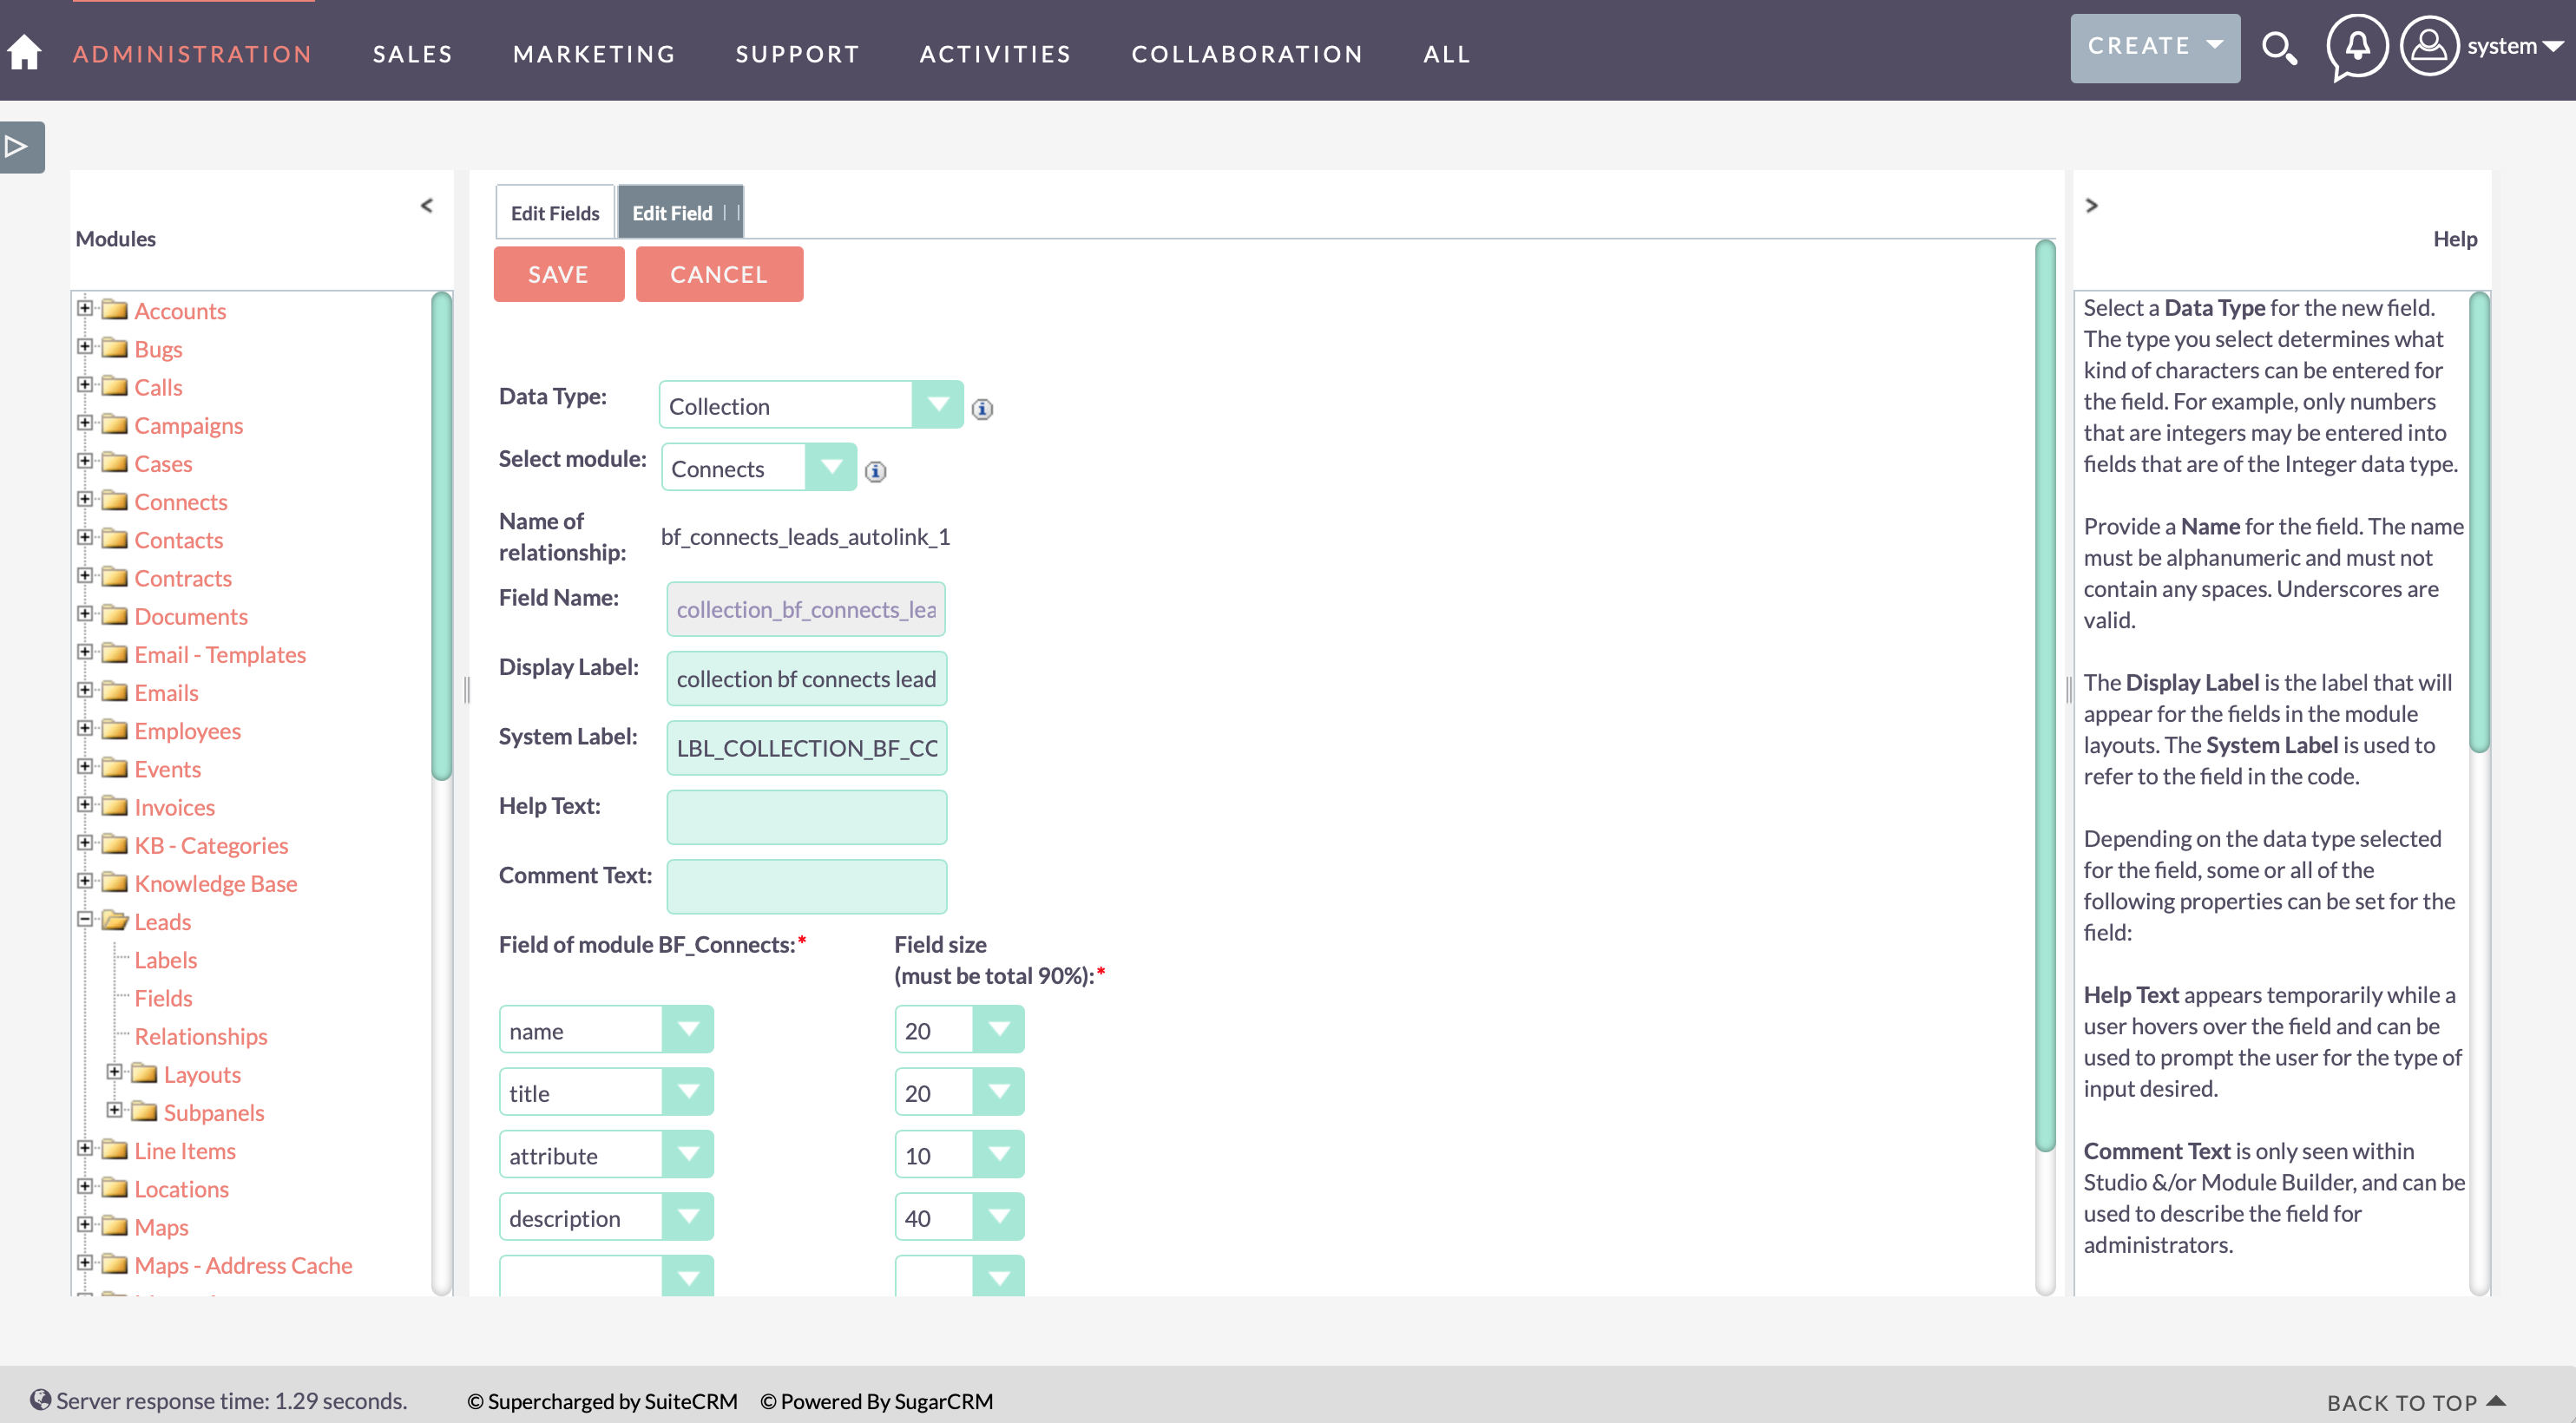 ADMINISTRATION SALES MARKETING SUPPORT ACTIVITIES COLLABORATION ALL CREATE system
Modules
Accounts
Bugs
Calls
Campaigns
Cases
Connects
Contacts
Contracts
Documents
Email - Templates
Emails
Employees
Events
Invoices
KB - Categories
Knowledge Base
Leads
Labels
Fields
Relationships
Layouts
Subpanels
Line Items
Locations
Maps
Maps - Address Cache
Edit Fields Edit Field
SAVE CANCEL
Data Type: Collection
Select module: Connects
Name of
relationship: bf_connects_leads_autolink_1
Field Name: collection_bf_connects_lea
Display Label: collection bf connects lead
System Label: LBL_COLLECTION_BF_CC
Help Text:
Comment Text:
Field of module BF_Connects:* Field size
(must be total 90%):*
name 20
title 20
attribute 10
description 40
Help
Select a Data Type for the new field.
The type you select determines what
kind of characters can be entered for
the field. For example, only numbers
that are integers may be entered into
fields that are of the Integer data type.
Provide a Name for the field. The name
must be alphanumeric and must not
contain any spaces. Underscores are
valid.
The Display Label is the label that will
appear for the fields in the module
layouts. The System Label is used to
refer to the field in the code.
Depending on the data type selected
for the field, some or all of the
following properties can be set for the
field:
Help Text appears temporarily while a
user hovers over the field and can be
used to prompt the user for the type of
input desired.
Comment Text is only seen within
Studio &/or Module Builder, and can be
used to describe the field for
administrators.
Server response time: 1.29 seconds. © Supercharged by SuiteCRM © Powered By SugarCRM BACK TO TOP